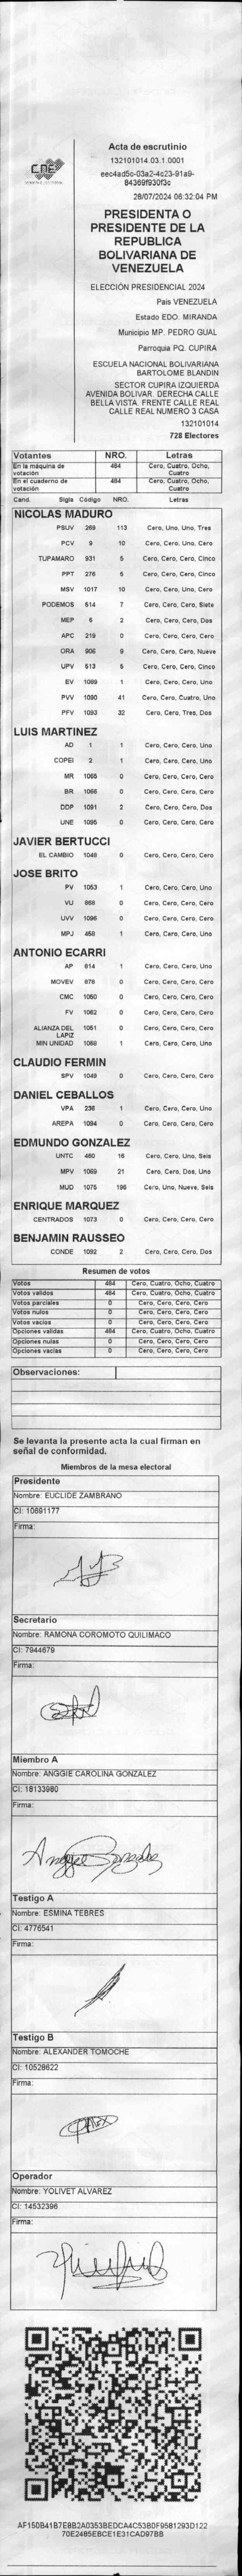 CNE
Acta de escrutinio
132101014.03.1.0001
eec4ad5c-03a2-4c23-91a9-
84369f930f3c
28/07/2024 06:32:04 PM
PRESIDENTA O
PRESIDENTE DE LA
REPUBLICA
BOLIVARIANA DE
VENEZUELA
ELECCIÓN PRESIDENCIAL 2024
País VENEZUELA
Estado EDO. MIRANDA
Municipio MP. PEDRO GUAL
Parroquia PQ. CUPIRA
ESCUELA NACIONAL BOLIVARIANA
BARTOLOME BLANDIN
SECTOR CUPIRA IZQUIERDA
AVENIDA BOLIVAR. DERECHA CALLE
BELLA VISTA. FRENTE CALLE REAL
CALLE REAL NUMERO 3 CASA
132101014
728 Electores
Votantes NRO. Letras
En la máquina de votación 484 Cero, Cuatro, Ocho, Cuatro
En el cuaderno de votación 484 Cero, Cuatro, Ocho, Cuatro
Cand. Sigla Código NRO. Letras
NICOLAS MADURO
PSUV 269 113 Cero, Uno, Uno, Tres
PCV 9 10 Cero, Cero, Uno, Cero
TUPAMARO 931 5 Cero, Cero, Cero, Cinco
PPT 276 5 Cero, Cero, Cero, Cinco
MSV 1017 10 Cero, Cero, Uno, Cero
PODEMOS 514 7 Cero, Cero, Cero, Siete
MEP 6 2 Cero, Cero, Cero, Dos
APC 219 0 Cero, Cero, Cero, Cero
ORA 906 9 Cero, Cero, Cero, Nueve
UPV 513 5 Cero, Cero, Cero, Cinco
EV 1089 1 Cero, Cero, Cero, Uno
PVV 1090 41 Cero, Cero, Cuatro, Uno
PFV 1093 32 Cero, Cero, Tres, Dos
LUIS MARTINEZ
AD 1 1 Cero, Cero, Cero, Uno
COPEI 2 1 Cero, Cero, Cero, Uno
MR 1065 0 Cero, Cero, Cero, Cero
BR 1066 0 Cero, Cero, Cero, Cero
DDP 1091 2 Cero, Cero, Cero, Dos
UNE 1095 0 Cero, Cero, Cero, Cero
JAVIER BERTUCCI
EL CAMBIO 1048 0 Cero, Cero, Cero, Cero
JOSE BRITO
PV 1053 1 Cero, Cero, Cero, Uno
VU 868 0 Cero, Cero, Cero, Cero
UVV 1096 0 Cero, Cero, Cero, Cero
MPJ 459 1 Cero, Cero, Cero, Uno
ANTONIO ECARRI
AP 814 1 Cero, Cero, Cero, Uno
MOVEV 878 0 Cero, Cero, Cero, Cero
CMC 1050 0 Cero, Cero, Cero, Cero
FV 1062 0 Cero, Cero, Cero, Cero
ALIANZA DEL LAPIZ 1051 0 Cero, Cero, Cero, Cero
MIN UNIDAD 1069 1 Cero, Cero, Cero, Uno
CLAUDIO FERMIN
SPV 1049 0 Cero, Cero, Cero, Cero
DANIEL CEBALLOS
VPA 236 1 Cero, Cero, Cero, Uno
AREPA 1094 0 Cero, Cero, Cero, Cero
EDMUNDO GONZALEZ
UNTC 460 16 Cero, Cero, Uno, Seis
MPV 1069 21 Cero, Cero, Dos, Uno
MUD 1075 196 Cero, Uno, Nueve, Seis
ENRIQUE MARQUEZ
CENTRADOS 1073 0 Cero, Cero, Cero, Cero
BENJAMIN RAUSSEO
CONDE 1092 2 Cero, Cero, Cero, Dos
Resumen de votos
Votos 484 Cero, Cuatro, Ocho, Cuatro
Votos validos 484 Cero, Cuatro, Ocho, Cuatro
Votos parciales 0 Cero, Cero, Cero, Cero
Votos nulos 0 Cero, Cero, Cero, Cero
Votos vacios 0 Cero, Cero, Cero, Cero
Opciones validas 484 Cero, Cuatro, Ocho, Cuatro
Opciones nulas 0 Cero, Cero, Cero, Cero
Opciones vacias 0 Cero, Cero, Cero, Cero
Observaciones:
Se levanta la presente acta la cual firman en
señal de conformidad.
Miembros de la mesa electoral
Presidente
Nombre: EUCLIDE ZAMBRANO
CI: 10691177
Firma:
Secretario
Nombre: RAMONA COROMOTO QUILIMACO
CI: 7944679
Firma:
Miembro A
Nombre: ANGGIE CAROLINA GONZALEZ
CI: 18133980
Firma:
Anggie González
Testigo A
Nombre: ESMINA TEBRES
CI: 4776541
Firma:
Testigo B
Nombre: ALEXANDER TOMOCHE
CI: 10528622
Firma:
Operador
Nombre: YOLIVET ALVAREZ
CI: 14532396
Firma:
AF150B41B7E8B2A0353BEDCA4C53B0F9581293D122
70E2485EBCE1E31CAD97BB